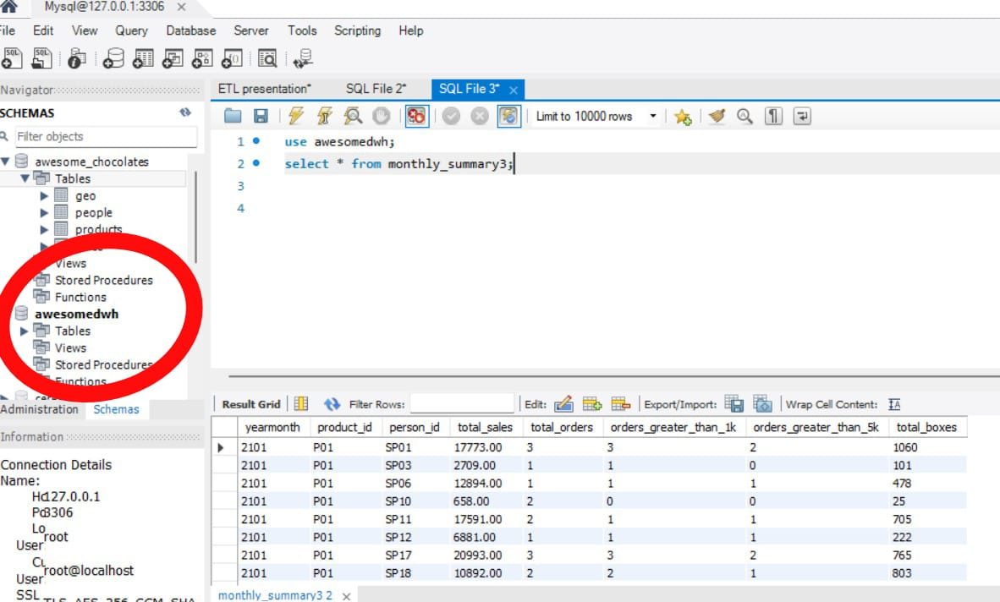 Mysql@127.0.0.1:3306 ×
File Edit View Query Database Server Tools Scripting Help
Navigator
SCHEMAS
Filter objects
awesome_chocolates
Tables
geo
people
products
Views
Stored Procedures
Functions
awesomedwh
Tables
Views
Stored Procedures
Functions
Administration Schemas
Information
Connection Details
Name:
127.0.0.1
3306
Lo
root
User
Cu
root@localhost
User
SSL
TLS_AES_256_GCM_SHA
ETL presentation* SQL File 2* SQL File 3* ×
Limit to 10000 rows
1 use awesomedwh;
2 select * from monthly_summary3;
3
4
Result Grid Filter Rows: Edit: Export/Import: Wrap Cell Content:
yearmonth product_id person_id total_sales total_orders orders_greater_than_1k orders_greater_than_5k total_boxes
2101 P01 SP01 17773.00 3 3 2 1060
2101 P01 SP03 2709.00 1 1 0 101
2101 P01 SP06 12894.00 1 1 1 478
2101 P01 SP10 658.00 2 0 0 25
2101 P01 SP11 17591.00 2 1 1 705
2101 P01 SP12 6881.00 1 1 1 222
2101 P01 SP17 20993.00 3 3 2 765
2101 P01 SP18 10892.00 2 2 1 803
monthly_summary3 2 ×